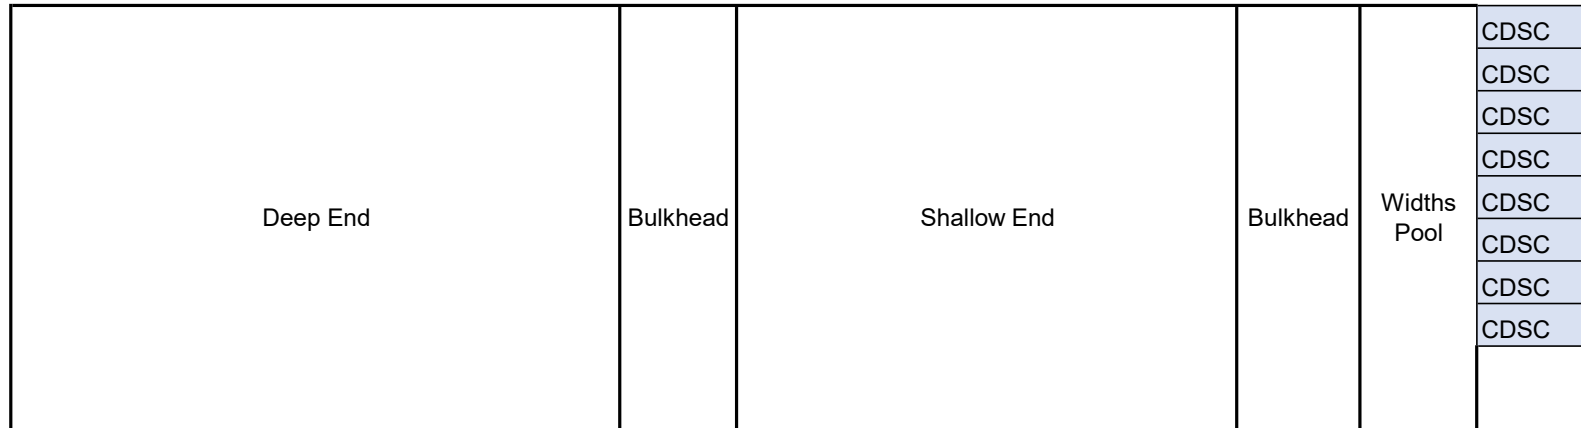 CDSC
CDSC
CDSC
CDSC
Deep End
Bulkhead
Shallow End
Bulkhead
Widths
Pool
CDSC
CDSC
CDSC
CDSC